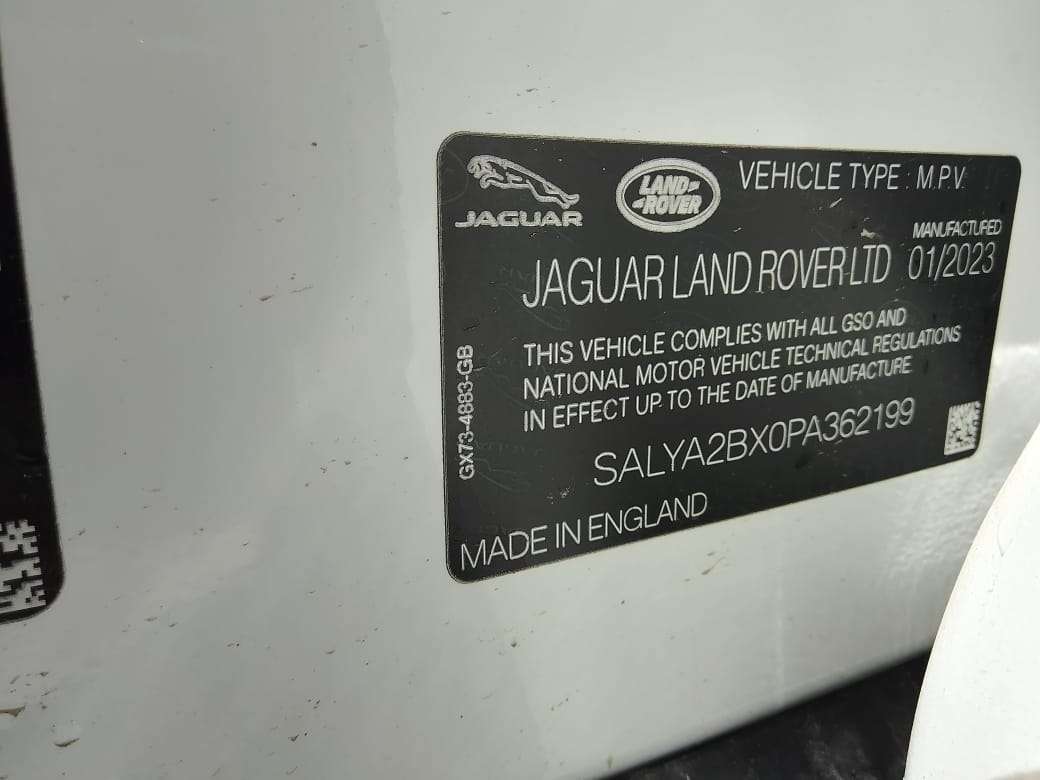 JAGUAR
LAND-
-ROVER
VEHICLE TYPE : M.P.V.
MANUFACTURED
JAGUAR LAND ROVER LTD 01/2023
THIS VEHICLE COMPLIES WITH ALL GSO AND
NATIONAL MOTOR VEHICLE TECHNICAL REGULATIONS
IN EFFECT UP TO THE DATE OF MANUFACTURE
SALYA2BX0PA362199
MADE IN ENGLAND
GX73-4883-GB